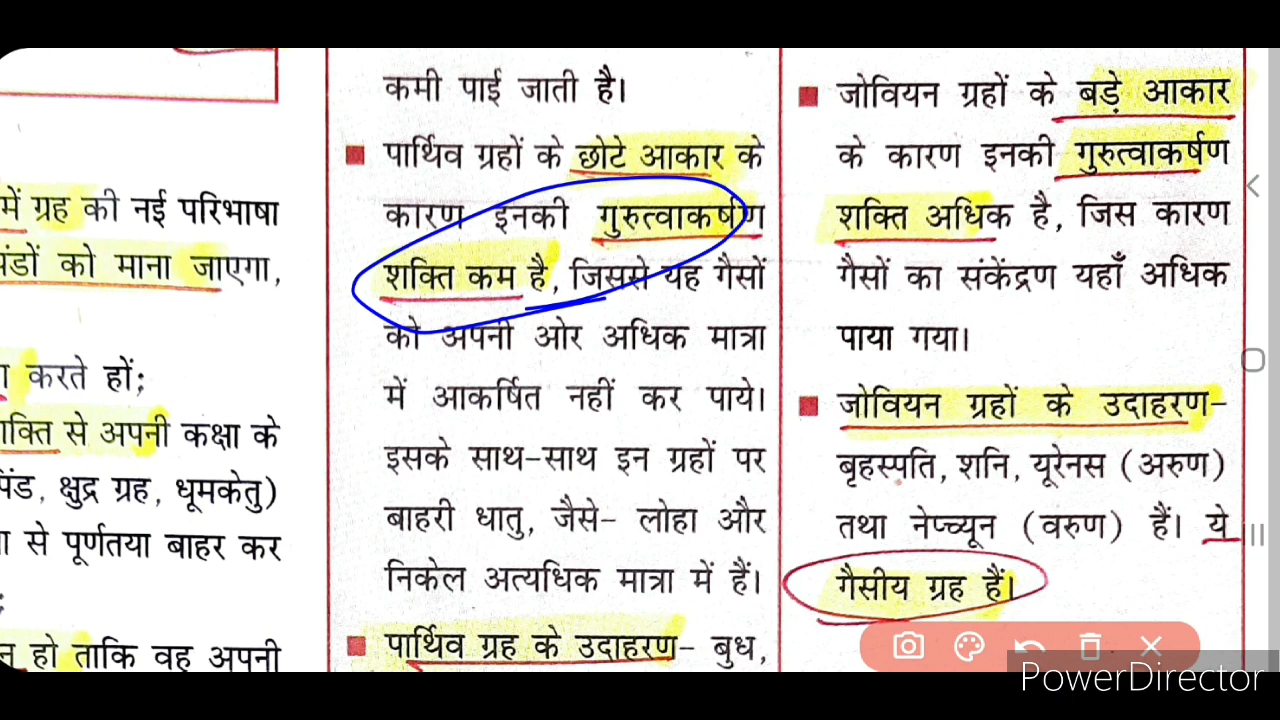 में ग्रह की नई परिभाषा
को माना जाएगा,
करते हों;
से अपनी कक्षा के
क्षुद्र ग्रह, धूमकेतु)
से पूर्णतया बाहर कर
हो ताकि वह अपनी
कमी पाई जाती है।
पार्थिव ग्रहों के छोटे आकार के
कारण इनकी गुरुत्वाकर्षण
शक्ति कम है, जिससे यह गैसों
को अपनी ओर अधिक मात्रा
में आकर्षित नहीं कर पाये।
इसके साथ-साथ इन ग्रहों पर
बाहरी धातु, जैसे- लोहा और
निकेल अत्यधिक मात्रा में हैं।
पार्थिव ग्रह के उदाहरण- बुध,
जोवियन ग्रहों के बड़े आकार
के कारण इनकी गुरुत्वाकर्षण
शक्ति अधिक है, जिस कारण
गैसों का संकेंद्रण यहाँ अधिक
पाया गया।
जोवियन ग्रहों के उदाहरण-
बृहस्पति, शनि, यूरेनस (अरुण)
तथा नेप्च्यून (वरुण) हैं। ये
गैसीय ग्रह हैं।
PowerDirector